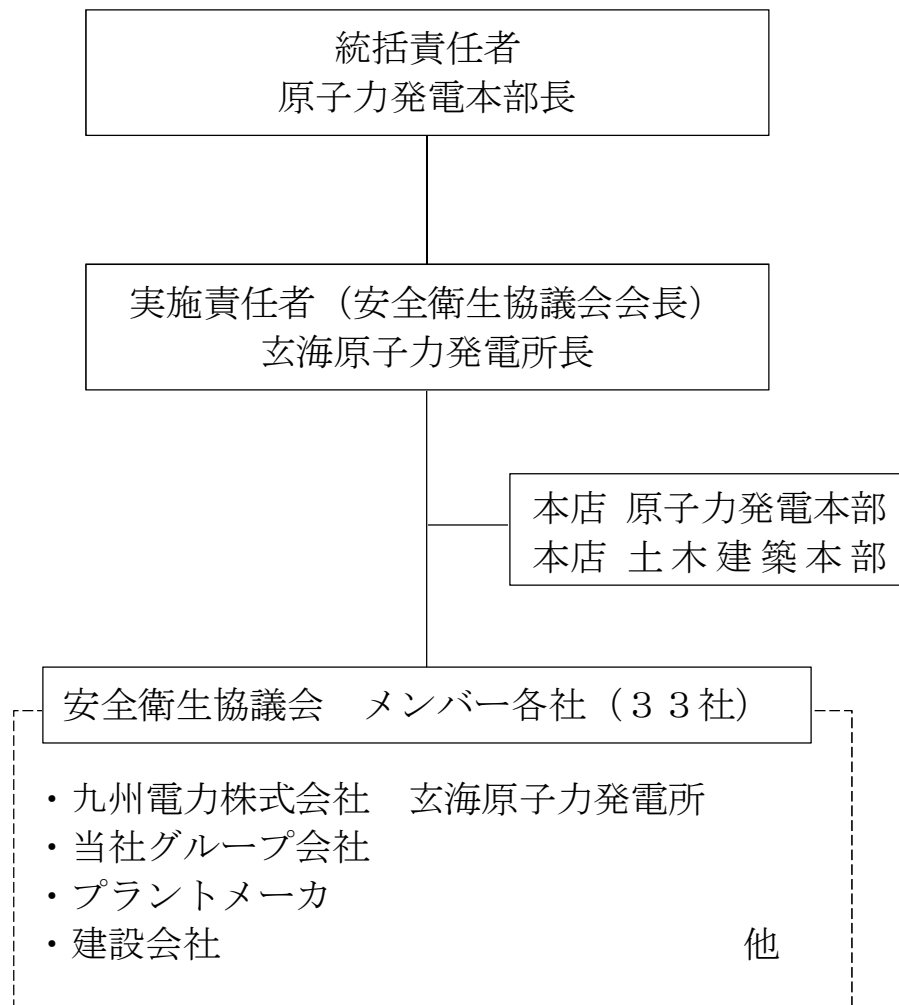 統括責任者
原子力発電本部長
実施責任者（安全衛生協議会会長）
玄海原子力発電所長
本店 原子力発電本部
本店 土木建築本部
安全衛生協議会　メンバー各社（３３社）
・九州電力株式会社　玄海原子力発電所
・当社グループ会社
・プラントメーカ
・建設会社　他